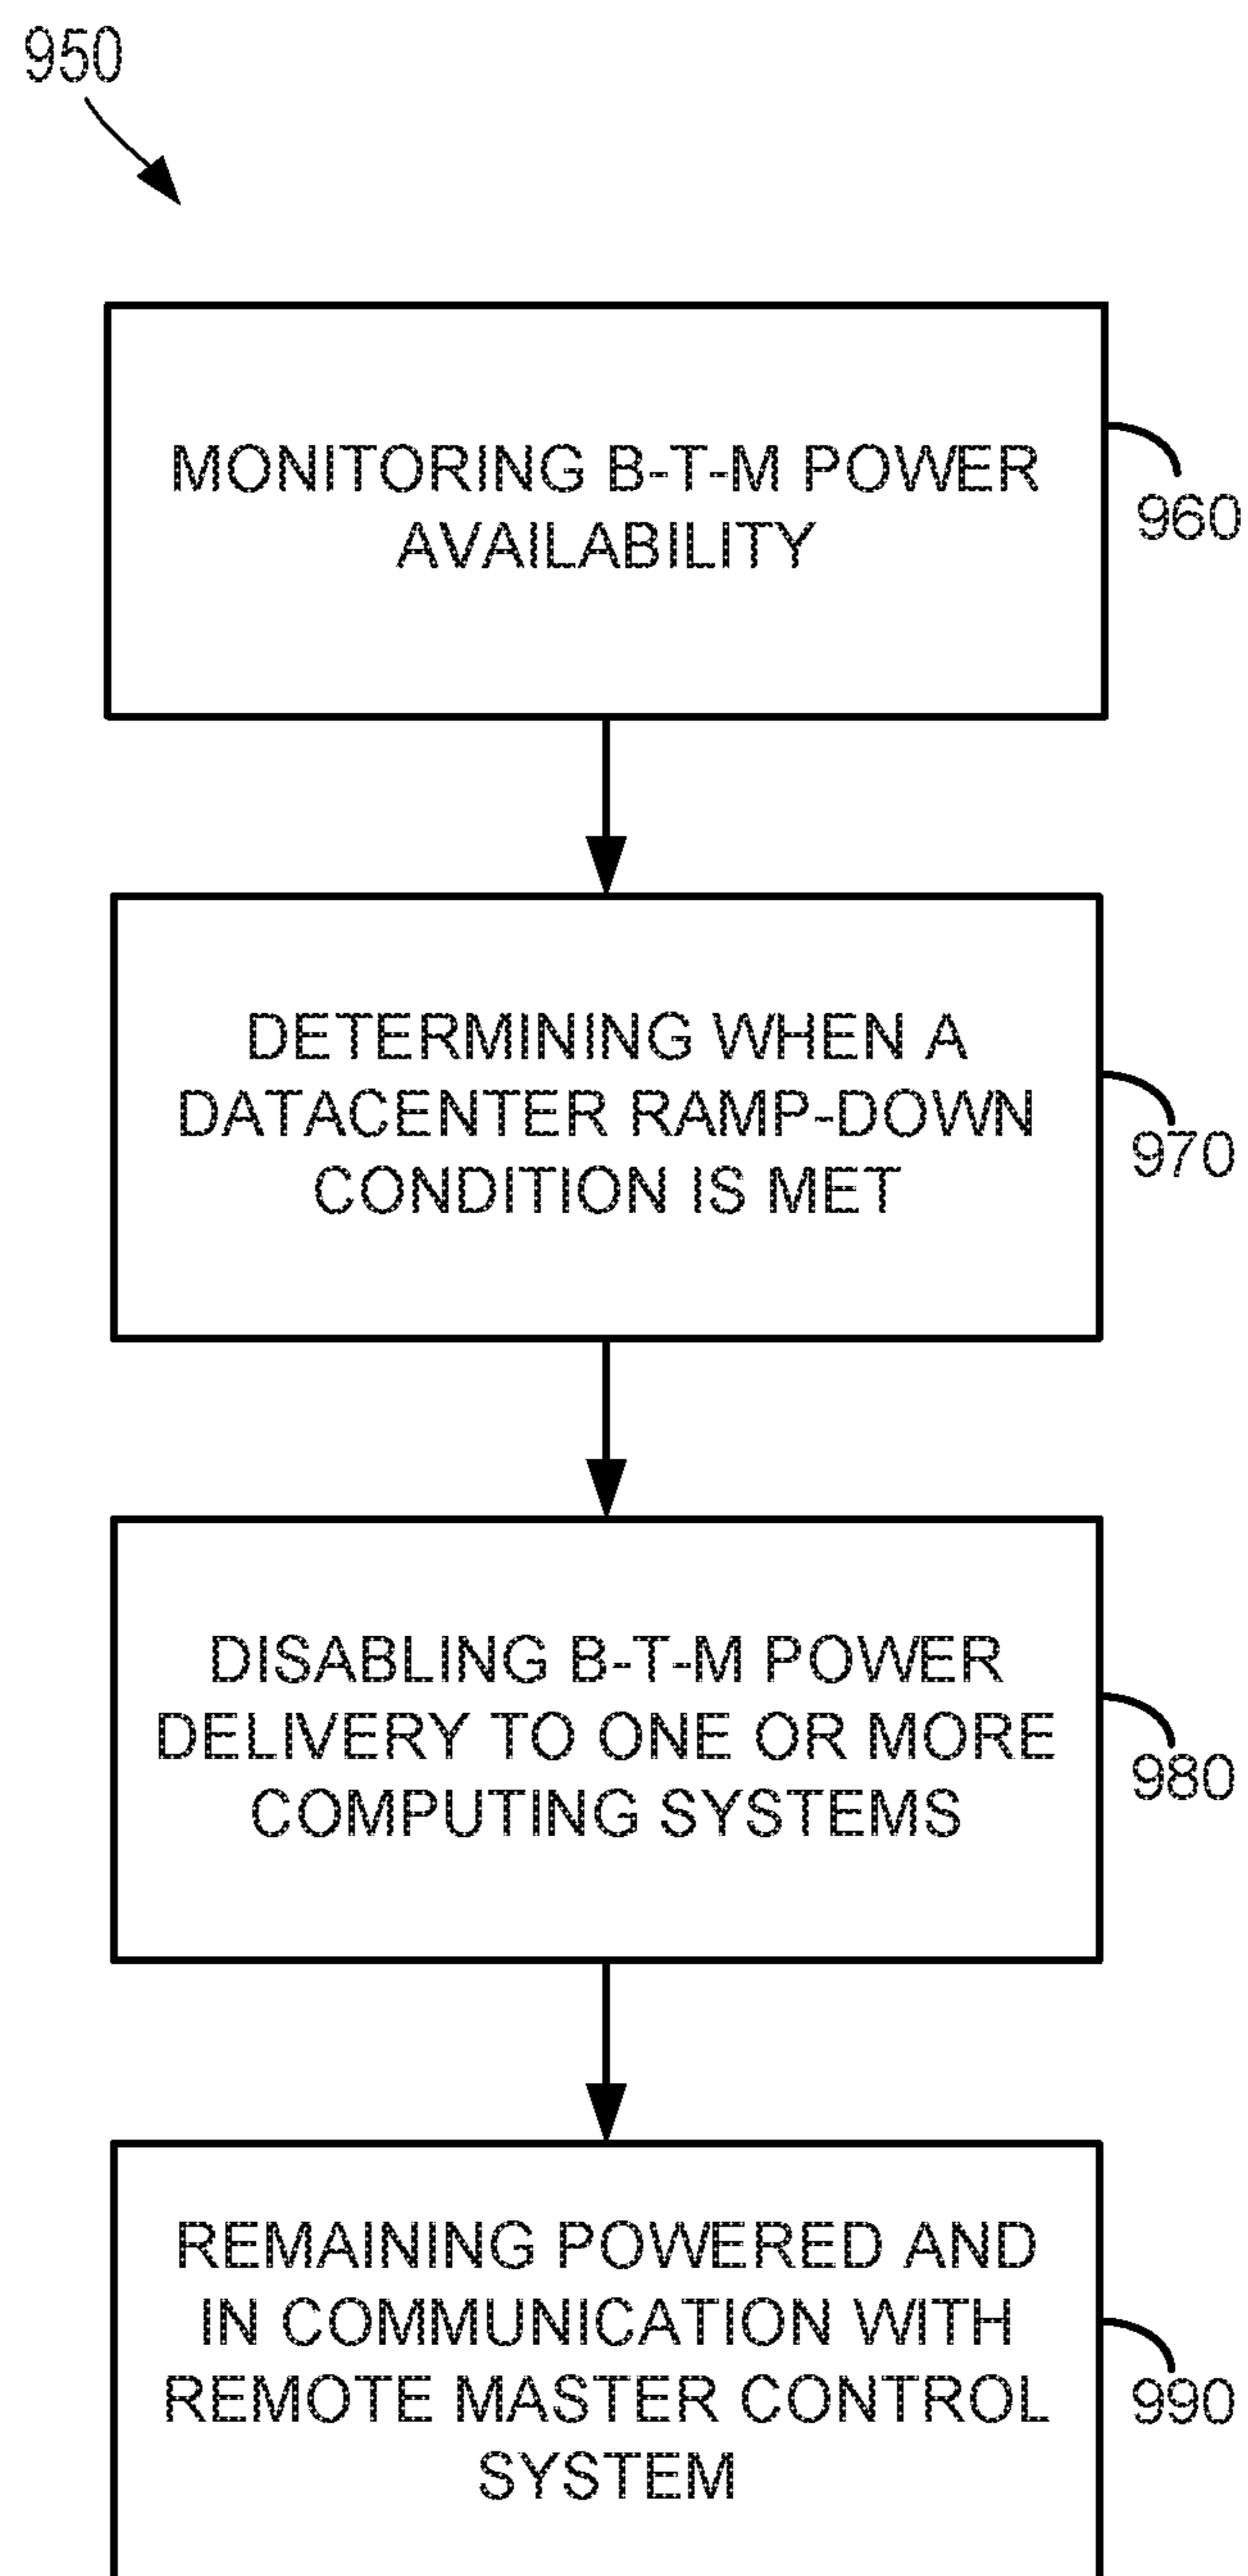 950
MONITORING B-T-M POWER
AVAILABILITY
960
DETERMINING WHEN A
DATACENTER RAMP-DOWN
CONDITION IS MET
970
DISABLING B-T-M POWER
DELIVERY TO ONE OR MORE
COMPUTING SYSTEMS
980
REMAINING POWERED AND
IN COMMUNICATION WITH
REMOTE MASTER CONTROL
SYSTEM
990